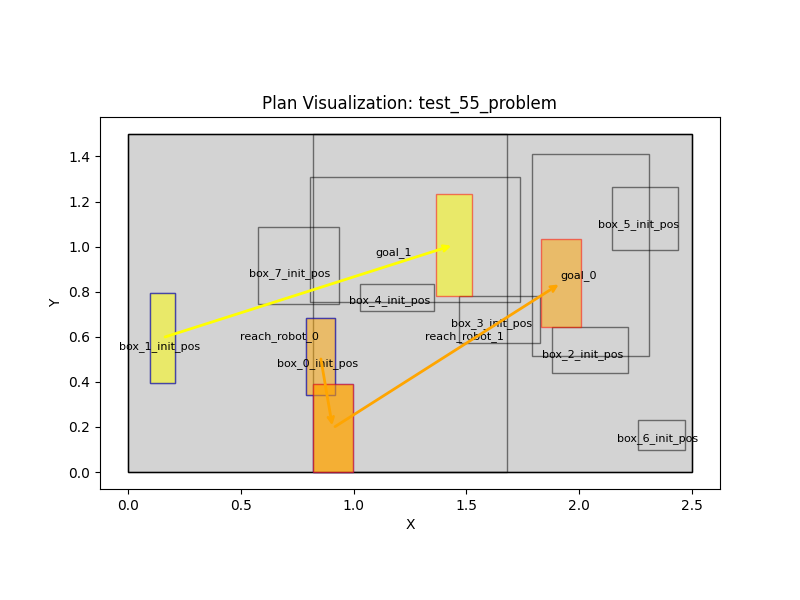 Plan Visualization: test_55_problem
1.4
1.2
1.0
0.8
0.6
0.4
0.2
0.0
Y
box_5_init_pos
goal_1
box_7_init_pos
goal_0
box_4_init_pos
box_3_init_pos
reach_robot_0
reach_robot_1
box_1_init_pos
box_2_init_pos
box_0_init_pos
box_6_init_pos
0.0 0.5 1.0 1.5 2.0 2.5
X